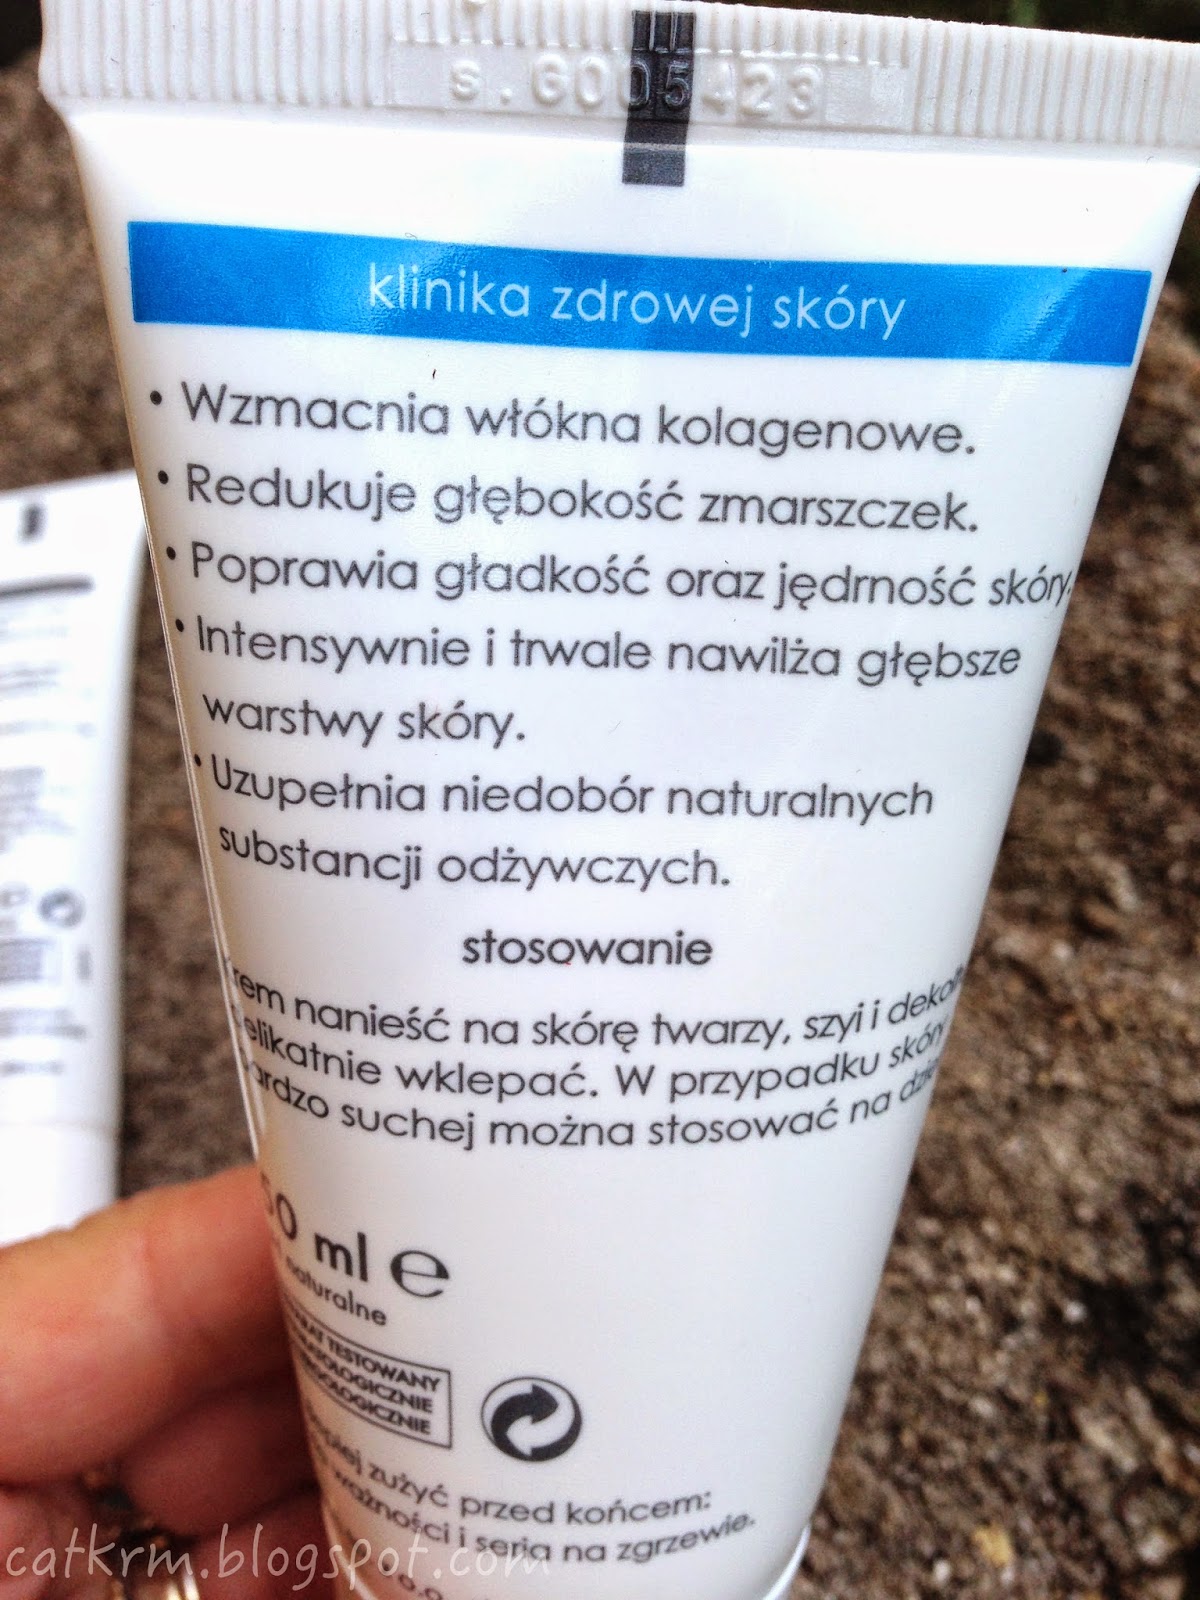 s. G005423
klinika zdrowej skóry
• Wzmacnia włókna kolagenowe.
• Redukuje głębokość zmarszczek.
• Poprawia gładkość oraz jędrność skóry.
• Intensywnie i trwale nawilża głębsze
warstwy skóry.
• Uzupełnia niedobór naturalnych
substancji odżywczych.
stosowanie
nanieść na skórę twarzy, szyi i
wklepać. W przypadku skóry
suchej można stosować na
ml e
TESTOWANY
zużyć przed końcem:
ważności i seria na zgrzewie.
catkrm.blogspot.com